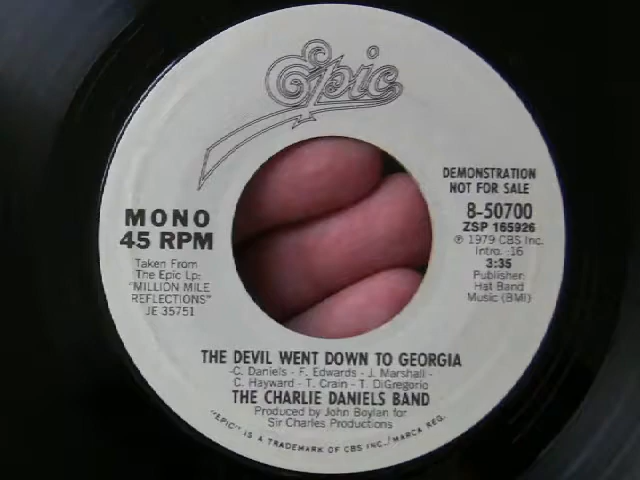 Epic
DEMONSTRATION
NOT FOR SALE
MONO
45 RPM
Taken From
The Epic Lp:
"MILLION MILE
REFLECTIONS"
JE 35751
8-50700
ZSP 165926
℗ 1979 CBS Inc.
Intro. :16
3:35
Publisher:
Hat Band
Music (BMI)
THE DEVIL WENT DOWN TO GEORGIA
-C. Daniels - F. Edwards - J. Marshall -
C. Hayward - T. Crain - T. DiGregorio
THE CHARLIE DANIELS BAND
Produced by John Boylan for
Sir Charles Productions
"EPIC" IS A TRADEMARK OF CBS INC./MARCA REG.